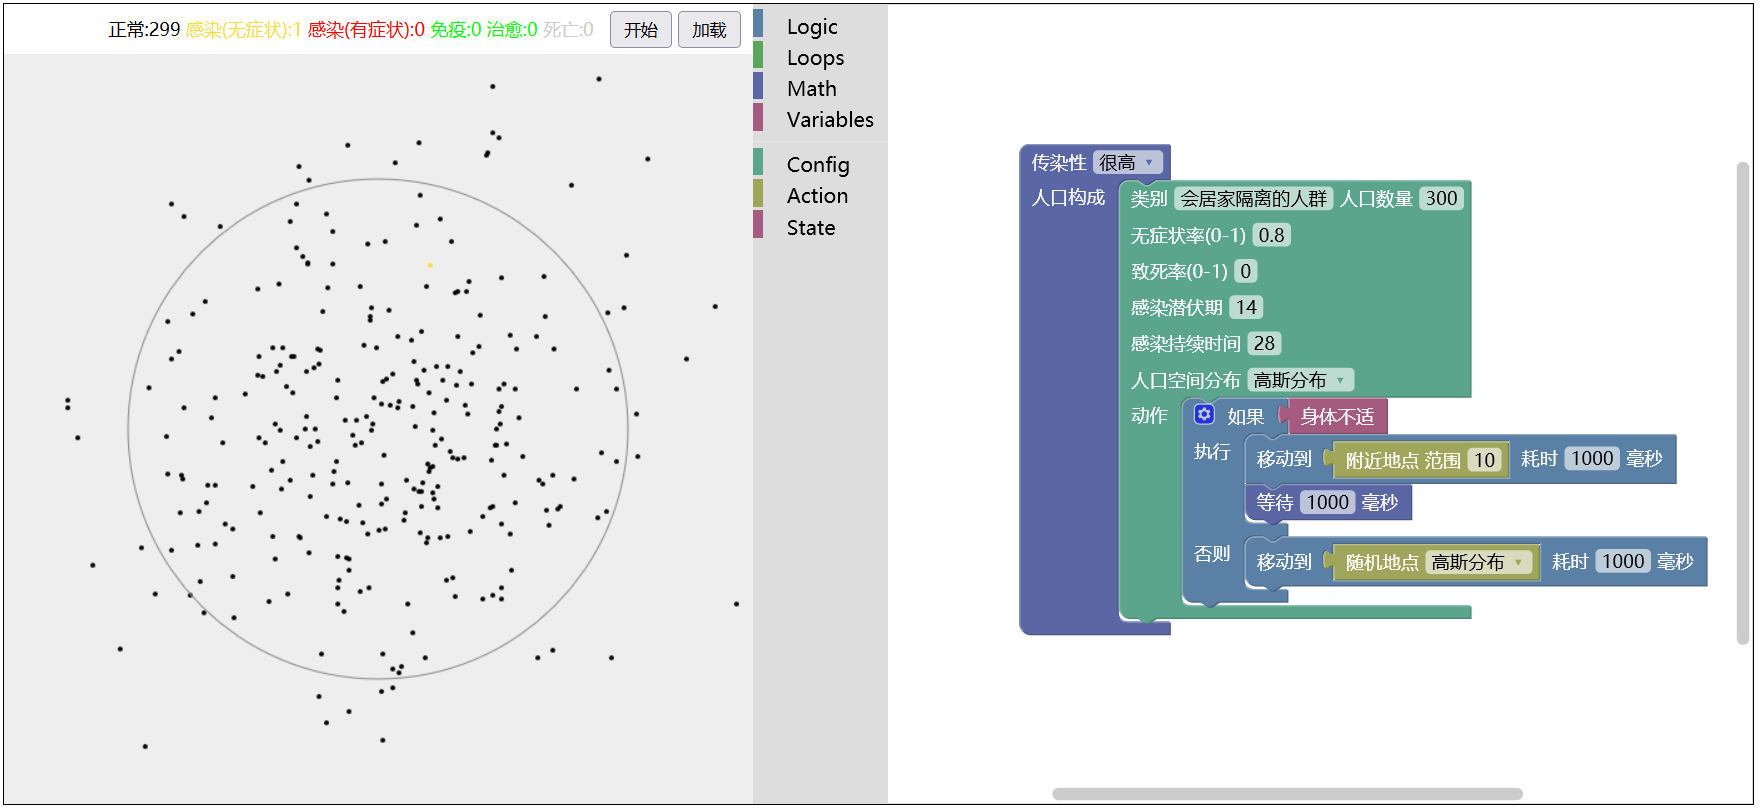 正常:299 感染(无症状):1 感染(有症状):0 免疫:0 治愈:0 死亡:0 开始 加载
Logic
Loops
Math
Variables
Config
Action
State
传染性 很高
人口构成
类别 会居家隔离的人群 人口数量 300
无症状率(0-1) 0.8
致死率(0-1) 0
感染潜伏期 14
感染持续时间 28
人口空间分布 高斯分布
动作
如果 身体不适
执行
移动到 附近地点 范围 10 耗时 1000 毫秒
等待 1000 毫秒
否则
移动到 随机地点 高斯分布 耗时 1000 毫秒